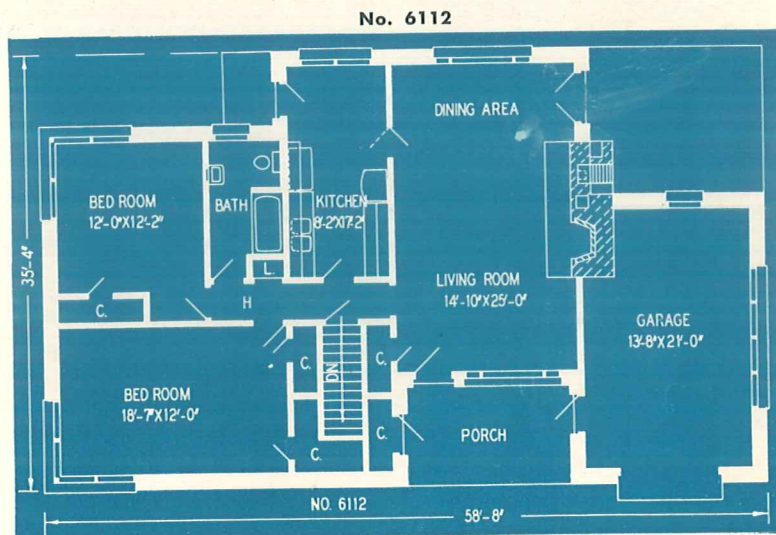 No. 6112
DINING AREA
BED ROOM
12'-0"X12'-2"
BATH
KITCHEN
8'-2"X17'-2"
35'-4"
L.
H
LIVING ROOM
14'-10"X25'-0"
C.
GARAGE
13'-8"X21'-0"
BED ROOM
18'-7"X12'-0"
C.
DN
C.
C.
C.
PORCH
NO. 6112
58'-8"